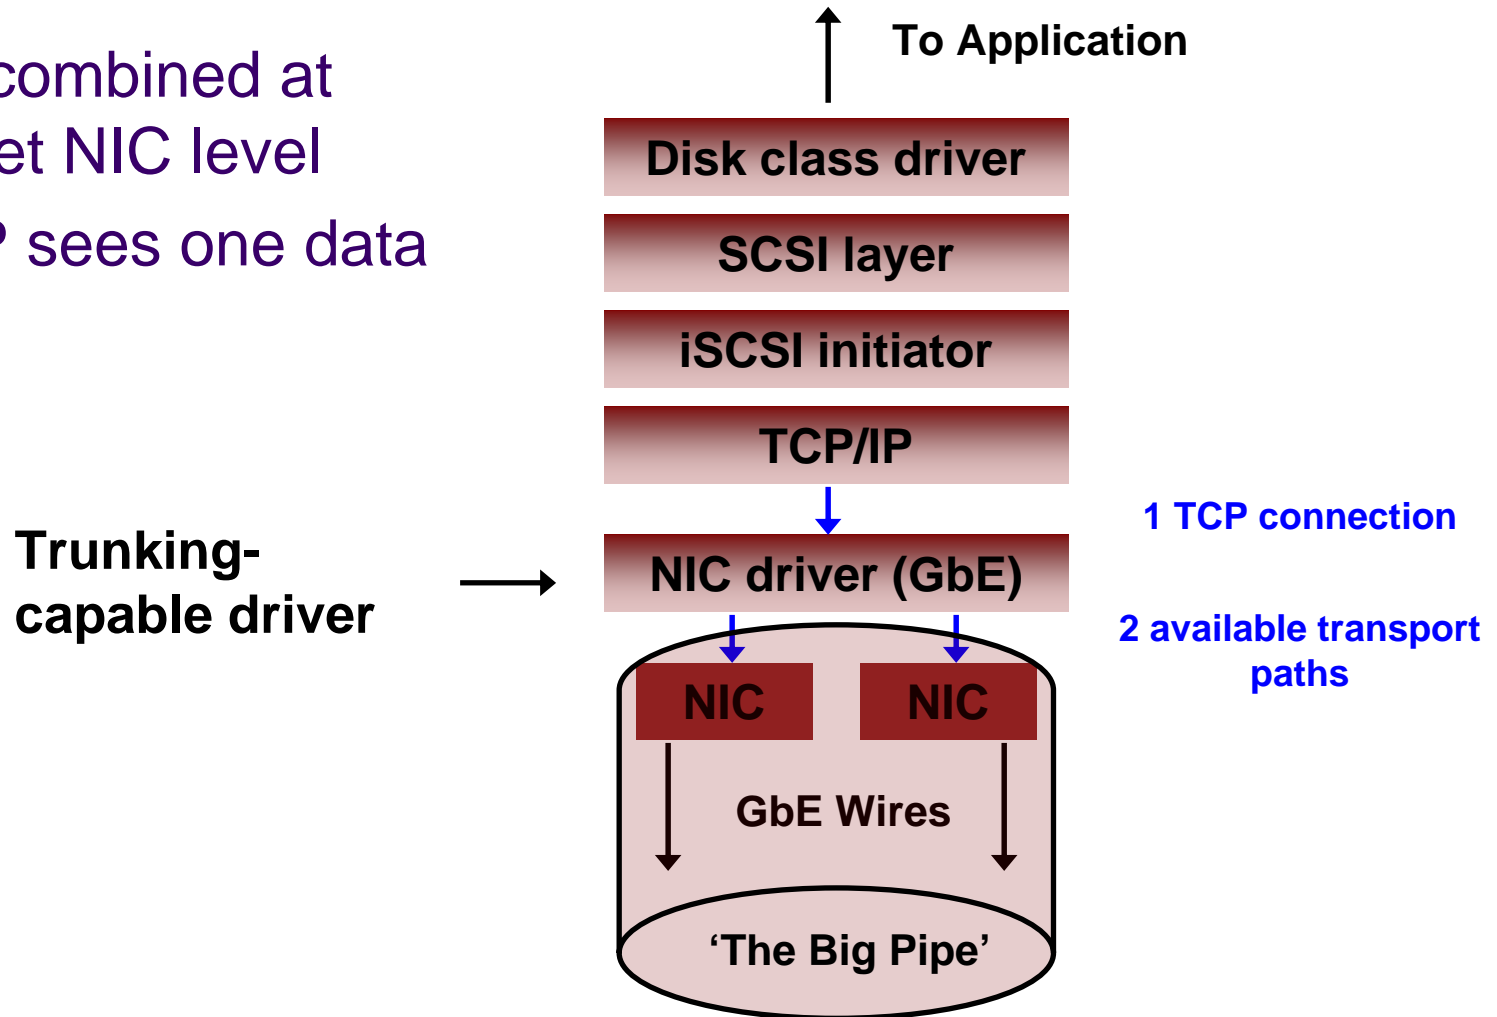 combined at
et NIC level
P sees one data
To Application
Disk class driver
SCSI layer
iSCSI initiator
TCP/IP
1 TCP connection
Trunking-
capable driver
NIC driver (GbE)
2 available transport
paths
NIC NIC
GbE Wires
‘The Big Pipe’